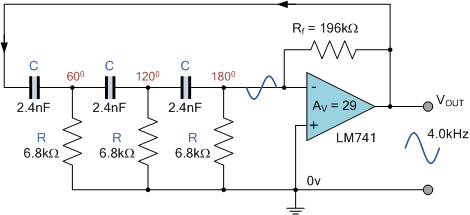 Rf = 196kΩ
C C C
60⁰ 120⁰ 180⁰
2.4nF 2.4nF 2.4nF
R R R
6.8kΩ 6.8kΩ 6.8kΩ
-
AV = 29
+
LM741
VOUT
4.0kHz
0v